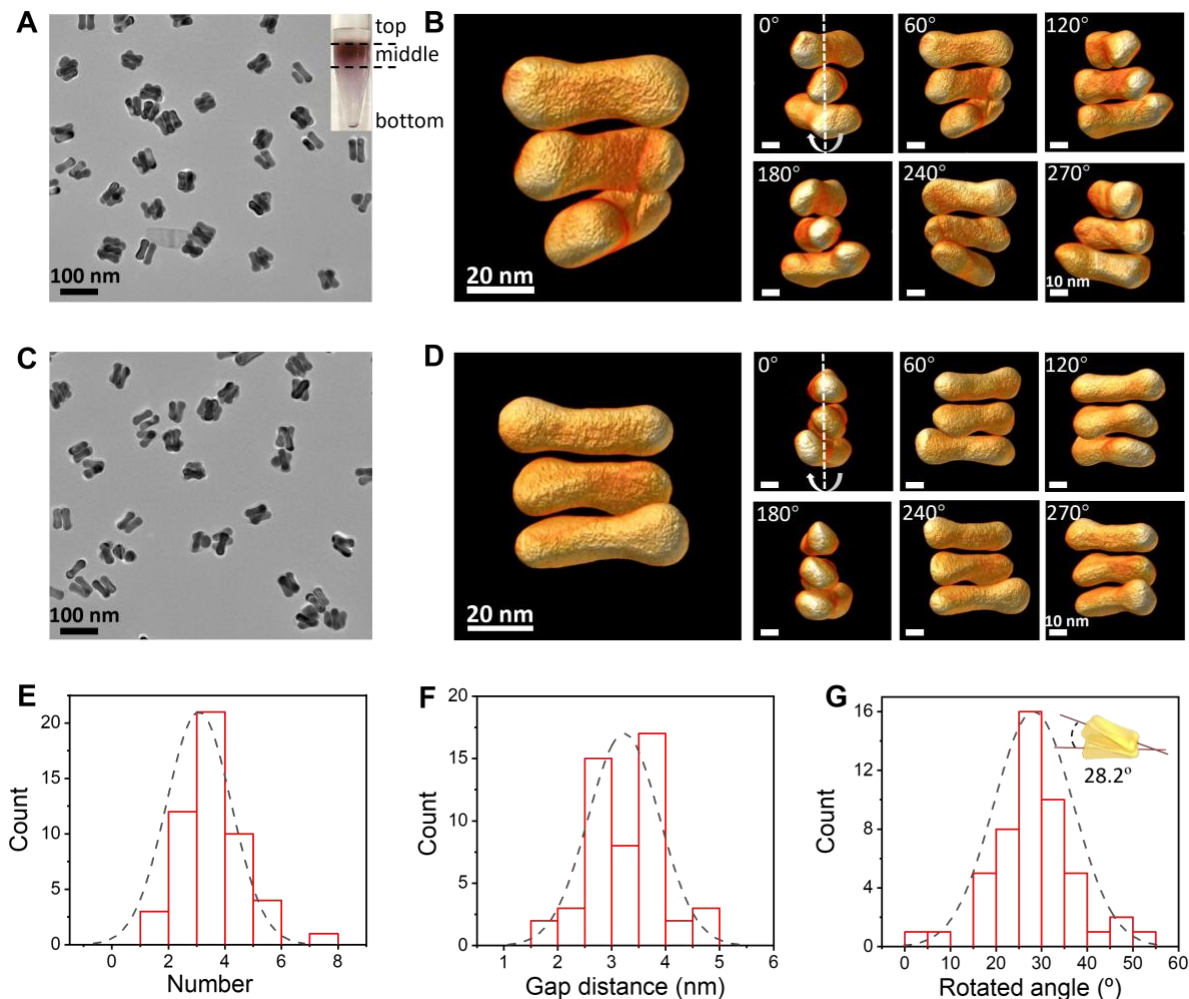 A
top
middle
bottom
100 nm
B
20 nm
0°
60°
120°
180°
240°
270°
10 nm
C
100 nm
D
20 nm
0°
60°
120°
180°
240°
270°
10 nm
E
20
15
10
5
0
Count
0
2
4
6
8
Number
F
20
15
10
5
0
Count
1
2
3
4
5
6
Gap distance (nm)
G
16
12
8
4
0
Count
28.2º
0
10
20
30
40
50
60
Rotated angle (º)